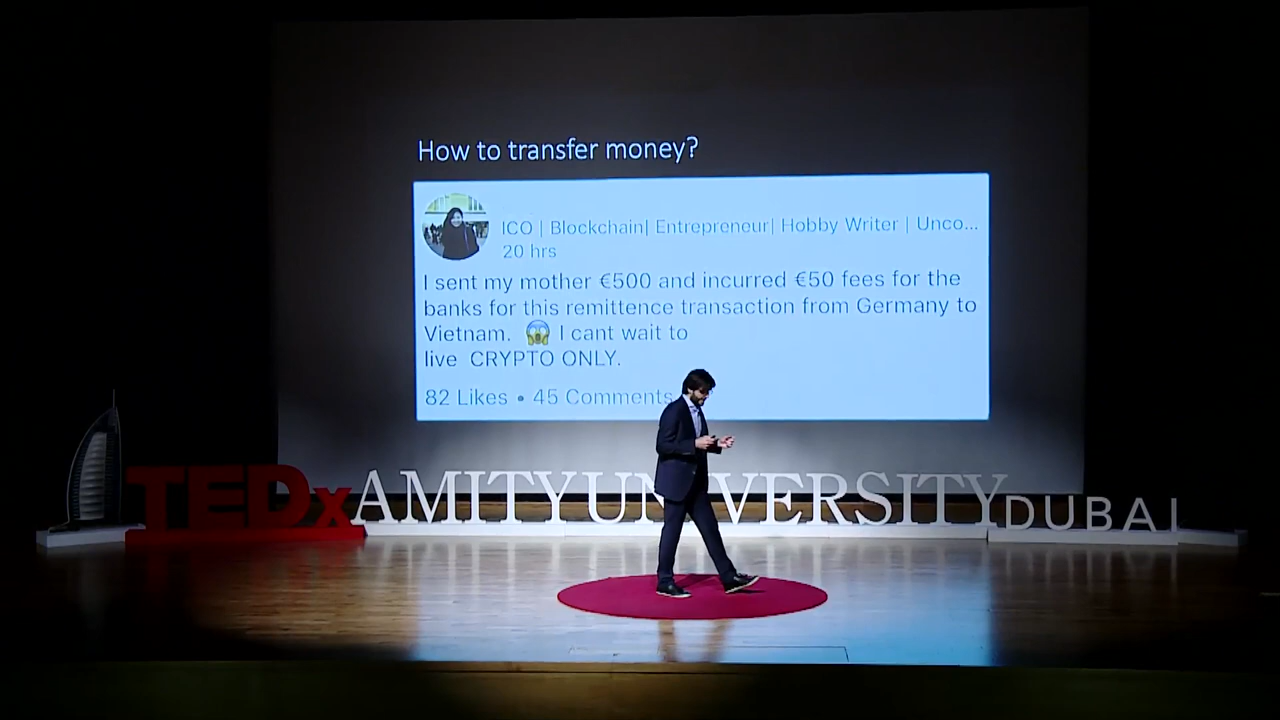 How to transfer money?
ICO | Blockchain| Entrepreneur| Hobby Writer | Unco...
20 hrs
I sent my mother €500 and incurred €50 fees for the
banks for this remittence transaction from Germany to
Vietnam. 😱 I cant wait to
live CRYPTO ONLY.
82 Likes • 45 Comments
TEDx AMITY UNIVERSITY DUBAI